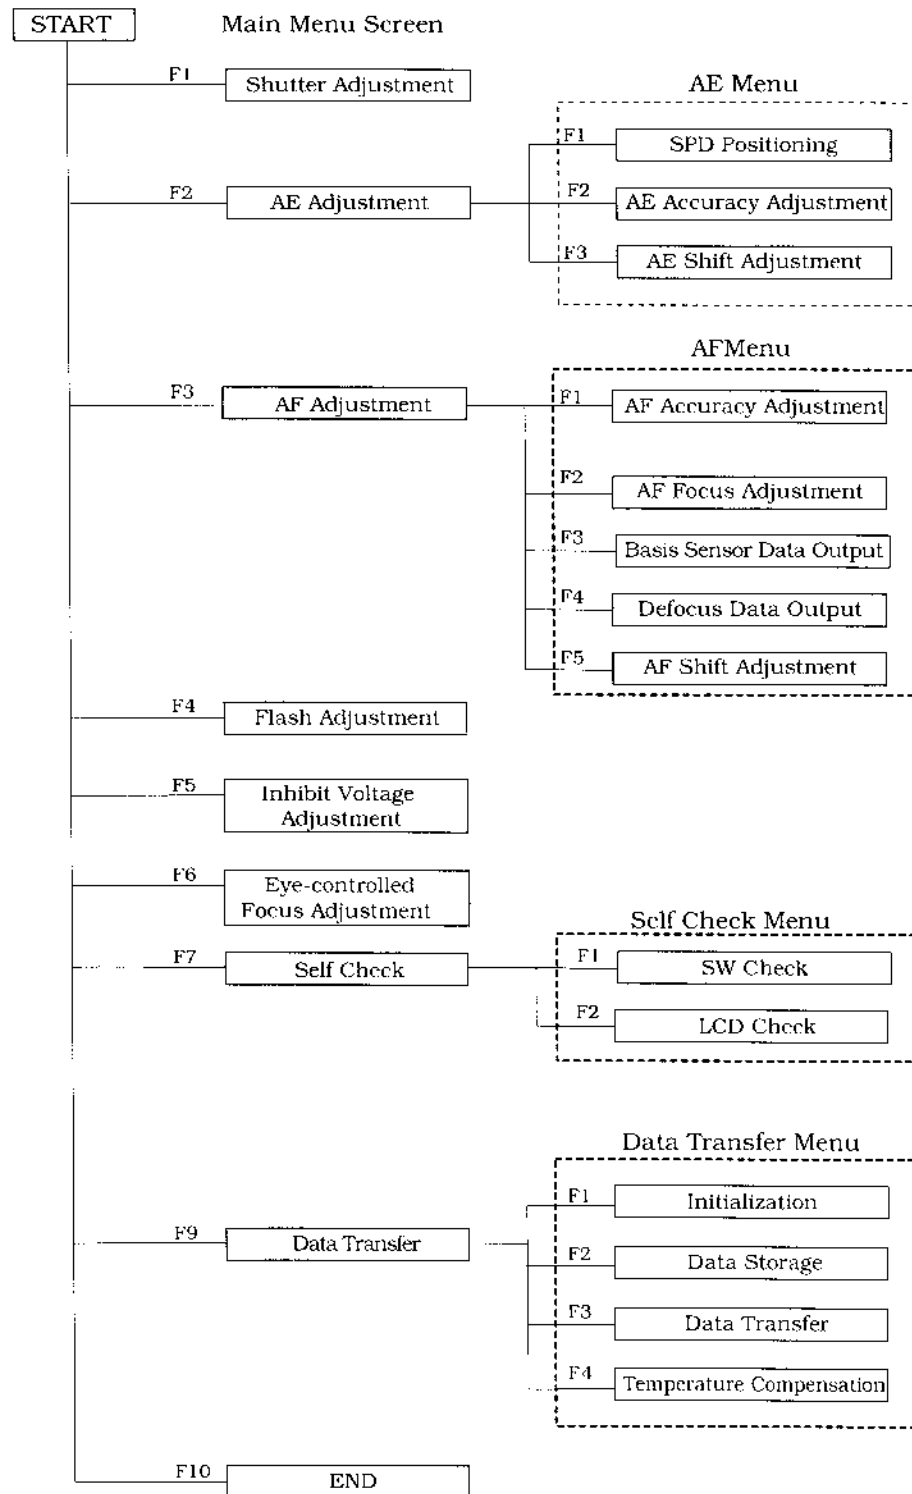 START
Main Menu Screen
F1
Shutter Adjustment
AE Menu
F1
SPD Positioning
F2
AE Adjustment
F2
AE Accuracy Adjustment
F3
AE Shift Adjustment
AFMenu
F3
AF Adjustment
F1
AF Accuracy Adjustment
F2
AF Focus Adjustment
F3
Basis Sensor Data Output
F4
Defocus Data Output
F5
AF Shift Adjustment
F4
Flash Adjustment
F5
Inhibit Voltage
Adjustment
F6
Eye-controlled
Focus Adjustment
Self Check Menu
F7
Self Check
F1
SW Check
F2
LCD Check
Data Transfer Menu
F1
Initialization
F9
Data Transfer
F2
Data Storage
F3
Data Transfer
F4
Temperature Compensation
F10
END